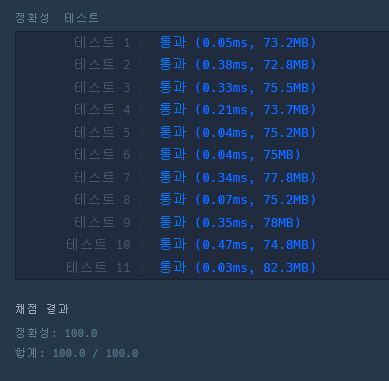 정확성 테스트
테스트 1 〉 통과 (0.05ms, 73.2MB)
테스트 2 〉 통과 (0.38ms, 72.8MB)
테스트 3 〉 통과 (0.33ms, 75.5MB)
테스트 4 〉 통과 (0.21ms, 73.7MB)
테스트 5 〉 통과 (0.04ms, 75.2MB)
테스트 6 〉 통과 (0.04ms, 75MB)
테스트 7 〉 통과 (0.34ms, 77.8MB)
테스트 8 〉 통과 (0.07ms, 75.2MB)
테스트 9 〉 통과 (0.35ms, 78MB)
테스트 10 〉 통과 (0.47ms, 74.8MB)
테스트 11 〉 통과 (0.03ms, 82.3MB)
채점 결과
정확성: 100.0
합계: 100.0 / 100.0